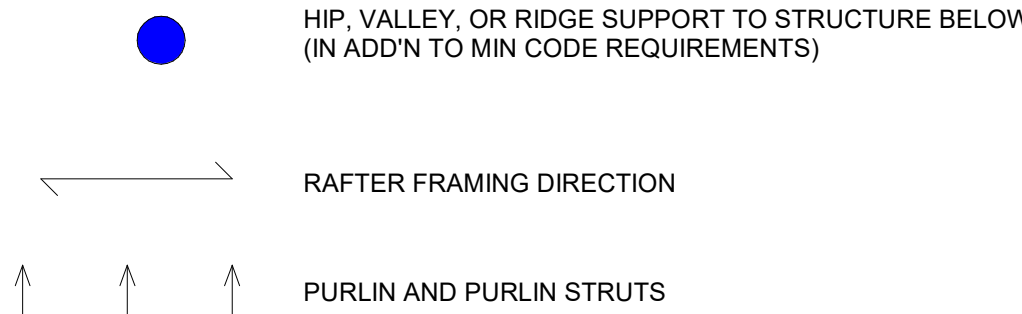 HIP, VALLEY, OR RIDGE SUPPORT TO STRUCTURE BELOW
(IN ADD'N TO MIN CODE REQUIREMENTS)
RAFTER FRAMING DIRECTION
PURLIN AND PURLIN STRUTS